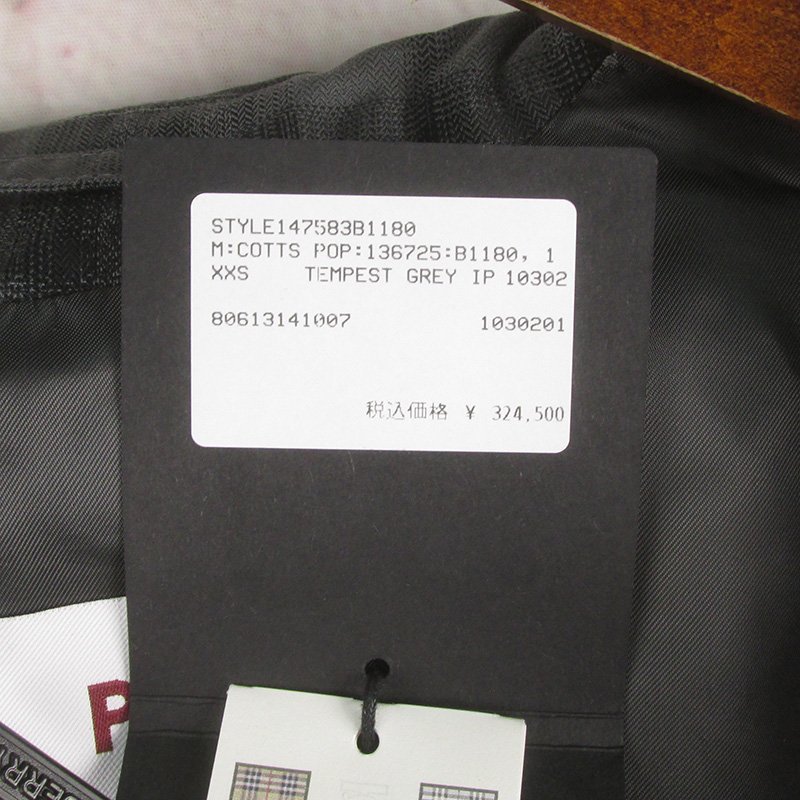 STYLE147583B1180
M:COTTS POP:136725:B1180, 1
XXS TEMPEST GREY IP 10302
80613141007 1030201
税込価格 ¥ 324,500
P